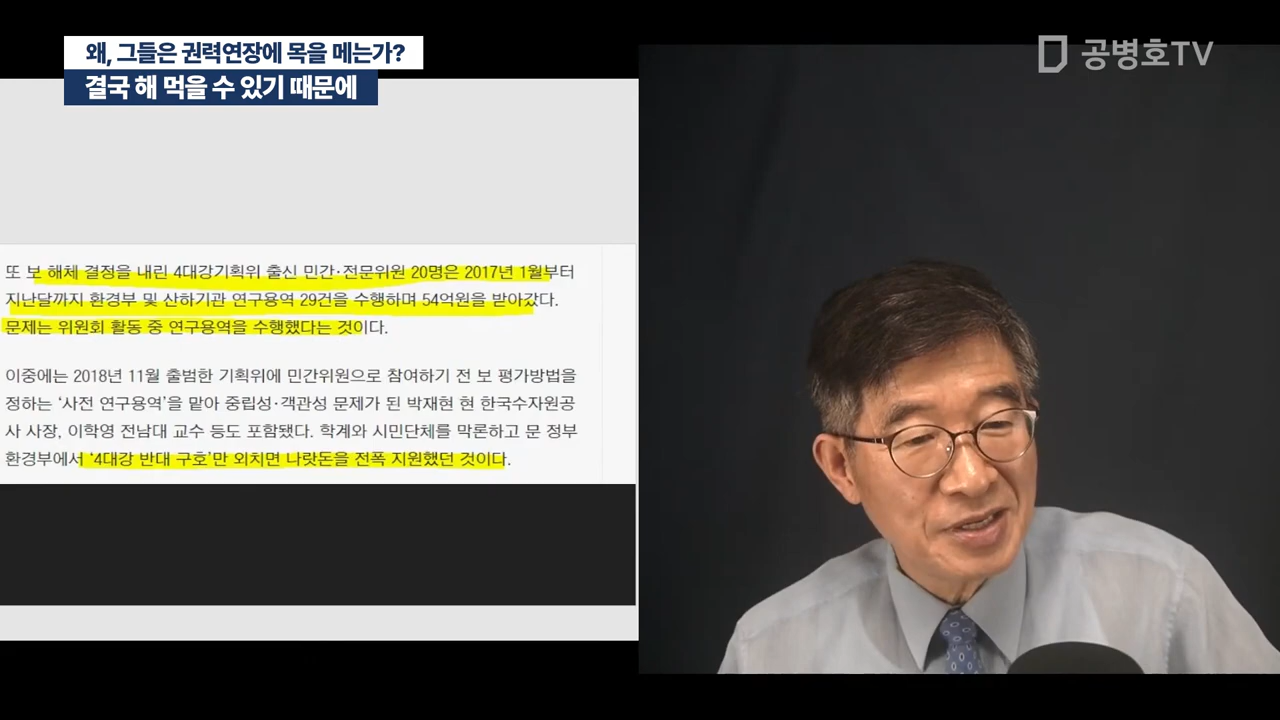 왜, 그들은 권력연장에 목을 메는가?
결국 해 먹을 수 있기 때문에
공병호TV
또 보 해체 결정을 내린 4대강기획위 출신 민간·전문위원 20명은 2017년 1월부터
지난달까지 환경부 및 산하기관 연구용역 29건을 수행하며 54억원을 받아갔다.
문제는 위원회 활동 중 연구용역을 수행했다는 것이다.
이중에는 2018년 11월 출범한 기획위에 민간위원으로 참여하기 전 보 평가방법을
정하는 '사전 연구용역'을 맡아 중립성·객관성 문제가 된 박재현 현 한국수자원공
사 사장, 이학영 전남대 교수 등도 포함됐다. 학계와 시민단체를 막론하고 문 정부
환경부에서 '4대강 반대 구호'만 외치면 나랏돈을 전폭 지원했던 것이다.